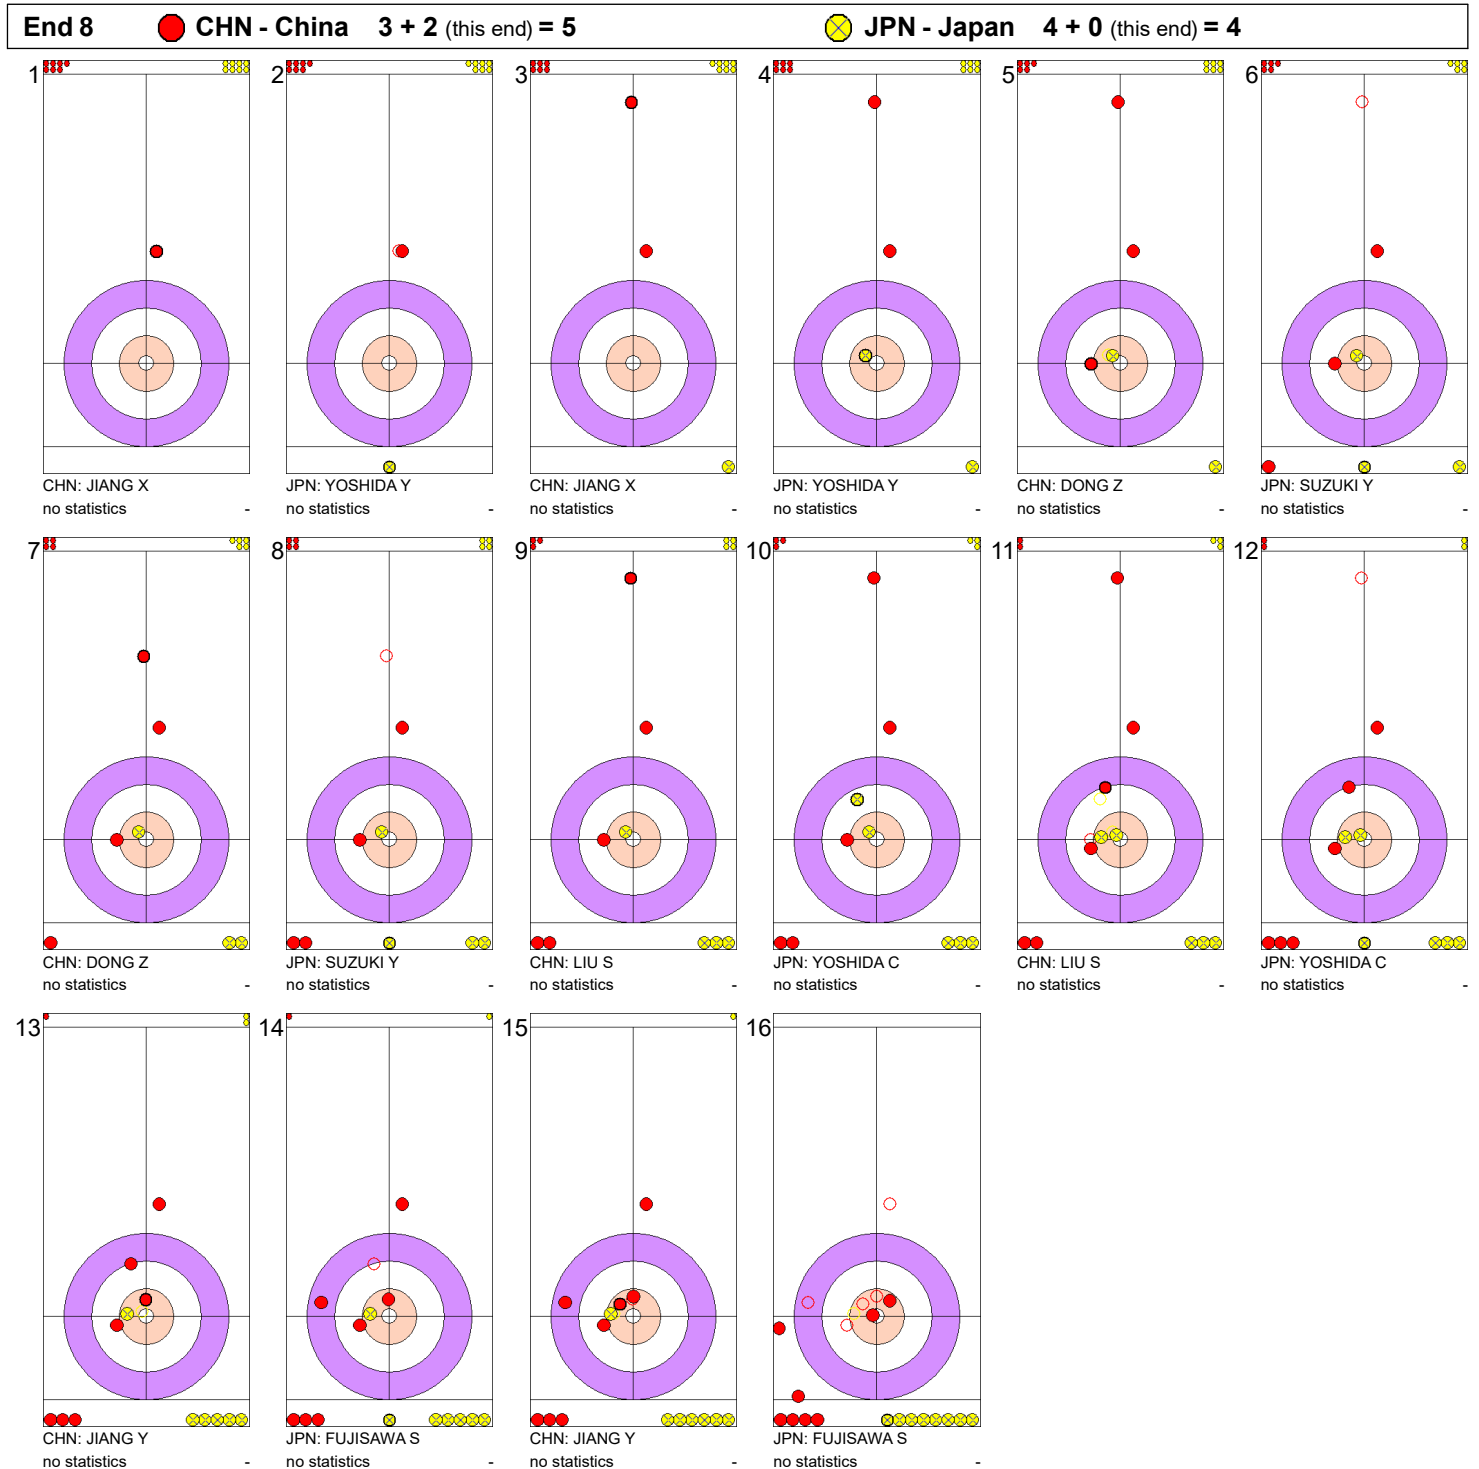 End 8 CHN - China 3 + 2 (this end) = 5 JPN - Japan 4 + 0 (this end) = 4
1 2 3 4 5 6
CHN: JIANG X JPN: YOSHIDA Y CHN: JIANG X JPN: YOSHIDA Y CHN: DONG Z JPN: SUZUKI Y
no statistics - no statistics - no statistics - no statistics - no statistics - no statistics -
7 8 9 10 11 12
CHN: DONG Z JPN: SUZUKI Y CHN: LIU S JPN: YOSHIDA C CHN: LIU S JPN: YOSHIDA C
no statistics - no statistics - no statistics - no statistics - no statistics - no statistics -
13 14 15 16
CHN: JIANG Y JPN: FUJISAWA S CHN: JIANG Y JPN: FUJISAWA S
no statistics - no statistics - no statistics - no statistics -